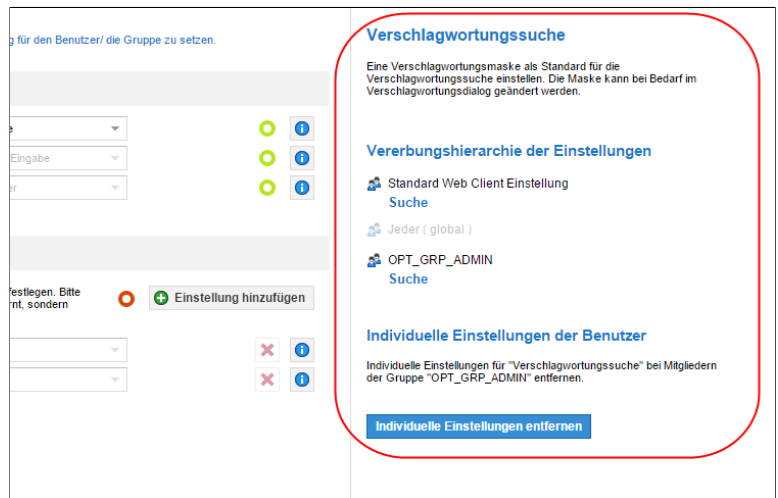 g für den Benutzer/ die Gruppe zu setzen.
Eingabe
er
festlegen. Bitte
rnt, sondern
Einstellung hinzufügen
Verschlagwortungssuche
Eine Verschlagwortungsmaske als Standard für die
Verschlagwortungssuche einstellen. Die Maske kann bei Bedarf im
Verschlagwortungsdialog geändert werden.
Vererbungshierarchie der Einstellungen
Standard Web Client Einstellung
Suche
Jeder ( global )
OPT_GRP_ADMIN
Suche
Individuelle Einstellungen der Benutzer
Individuelle Einstellungen für "Verschlagwortungssuche" bei Mitgliedern
der Gruppe "OPT_GRP_ADMIN" entfernen.
Individuelle Einstellungen entfernen